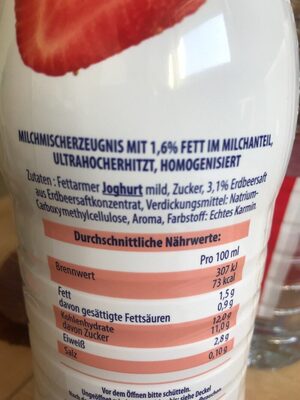 MILCHMISCHERZEUGNIS MIT 1,6% FETT IM MILCHANTEIL,
ULTRAHOCHERHITZT, HOMOGENISIERT
Zutaten : Fettarmer Joghurt mild, Zucker, 3,1% Erdbeersaft
aus Erdbeersaftkonzentrat, Verdickungsmittel: Natrium-
Carboxymethylcellulose, Aroma, Farbstoff: Echtes Karmin.
Durchschnittliche Nährwerte:
Pro 100 ml
Brennwert 307 kJ
73 kcal
Fett 1,5 g
davon gesättigte Fettsäuren 0,9 g
Kohlenhydrate 12,0 g
davon Zucker 11,0 g
Eiweiß 2,8 g
Salz 0,10 g
Vor dem Öffnen bitte schütteln.
siehe Deckel